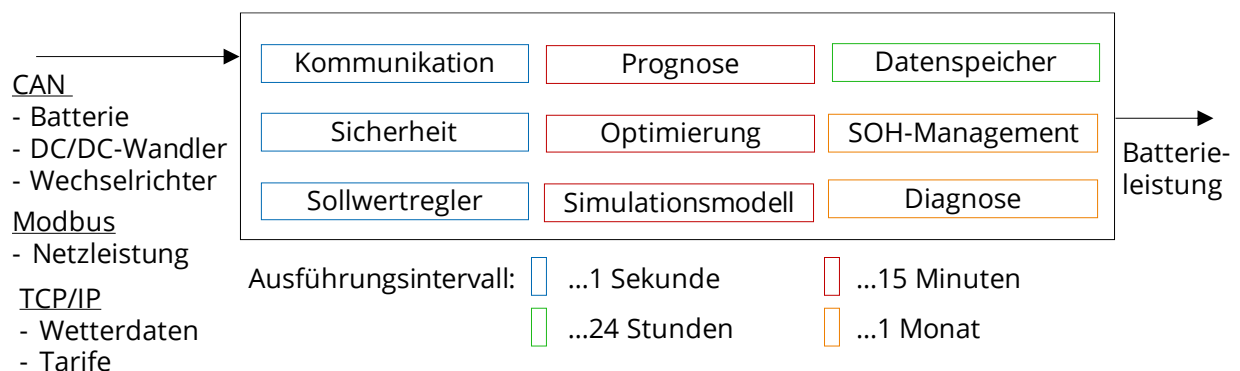 CAN
- Batterie
- DC/DC-Wandler
- Wechselrichter
Modbus
- Netzleistung
TCP/IP
- Wetterdaten
- Tarife
Kommunikation
Prognose
Datenspeicher
Sicherheit
Optimierung
SOH-Management
Sollwertregler
Simulationsmodell
Diagnose
Batterie-
leistung
Ausführungsintervall:
...1 Sekunde
...15 Minuten
...24 Stunden
...1 Monat